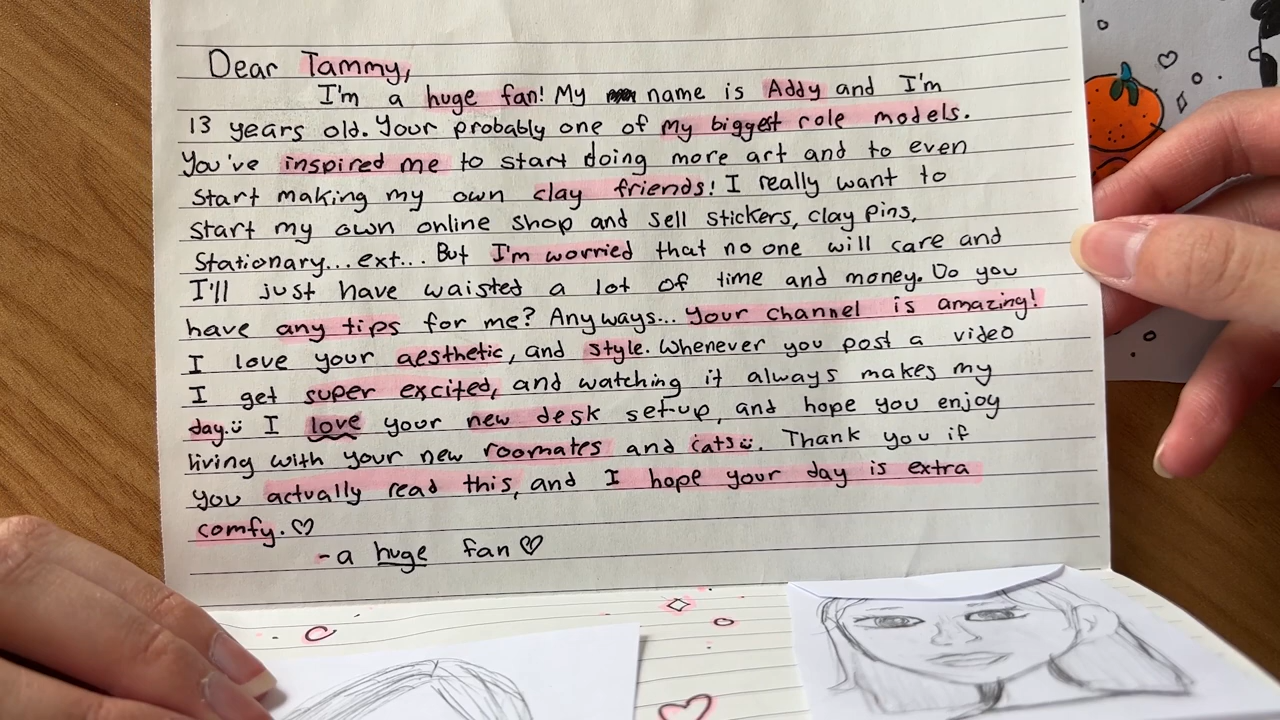 Dear Tammy,
I'm a huge fan! My name is Addy and I'm
13 years old. Your probably one of my biggest role models.
You've inspired me to start doing more art and to even
start making my own clay friends! I really want to
start my own online shop and sell stickers, clay pins,
stationary...ext... But I'm worried that no one will care and
I'll just have waisted a lot of time and money. Do you
have any tips for me? Anyways... Your channel is amazing!
I love your aesthetic, and style. Whenever you post a video
I get super excited, and watching it always makes my
day.ü I love your new desk set-up, and hope you enjoy
living with your new roomates and catsü. Thank you if
you actually read this, and I hope your day is extra
comfy.♡
-a huge fan♡